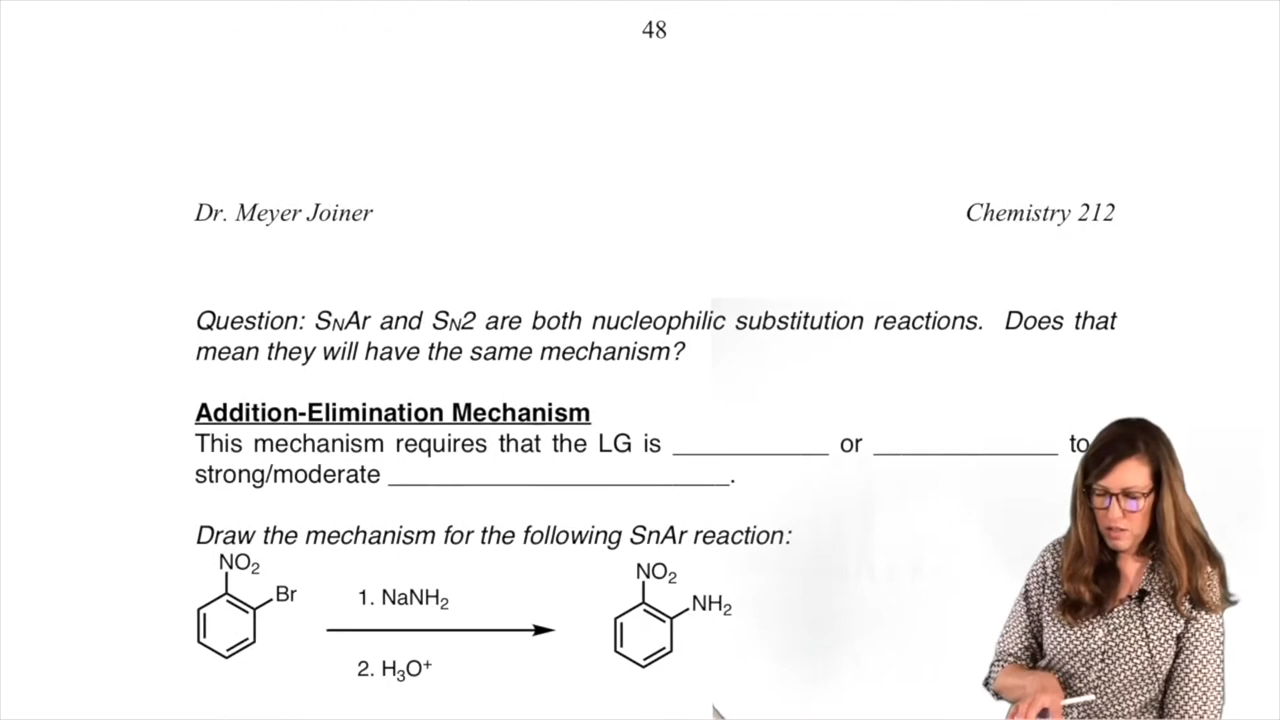 48
Dr. Meyer Joiner Chemistry 212
Question: SNAr and SN2 are both nucleophilic substitution reactions. Does that
mean they will have the same mechanism?
Addition-Elimination Mechanism
This mechanism requires that the LG is ___________ or _____________ to
strong/moderate ________________________.
Draw the mechanism for the following SnAr reaction:
NO2 NO2
Br 1. NaNH2 NH2
2. H3O+